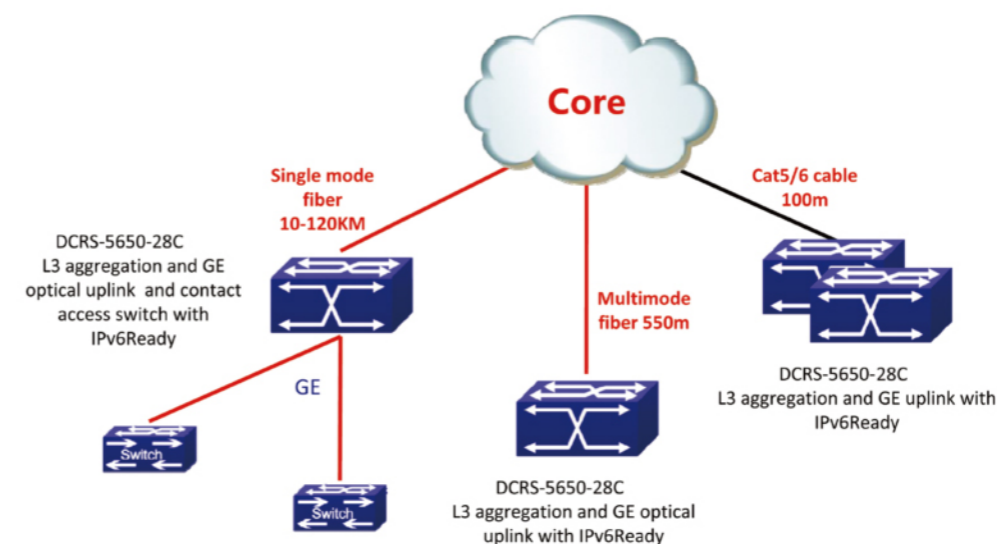 Core
Single mode
fiber
10-120KM
Cat5/6 cable
100m
DCRS-5650-28C
L3 aggregation and GE
optical uplink and contact
access switch with
IPv6Ready
Multimode
fiber 550m
GE
DCRS-5650-28C
L3 aggregation and GE uplink with
IPv6Ready
Switch
Switch
DCRS-5650-28C
L3 aggregation and GE optical
uplink with IPv6Ready